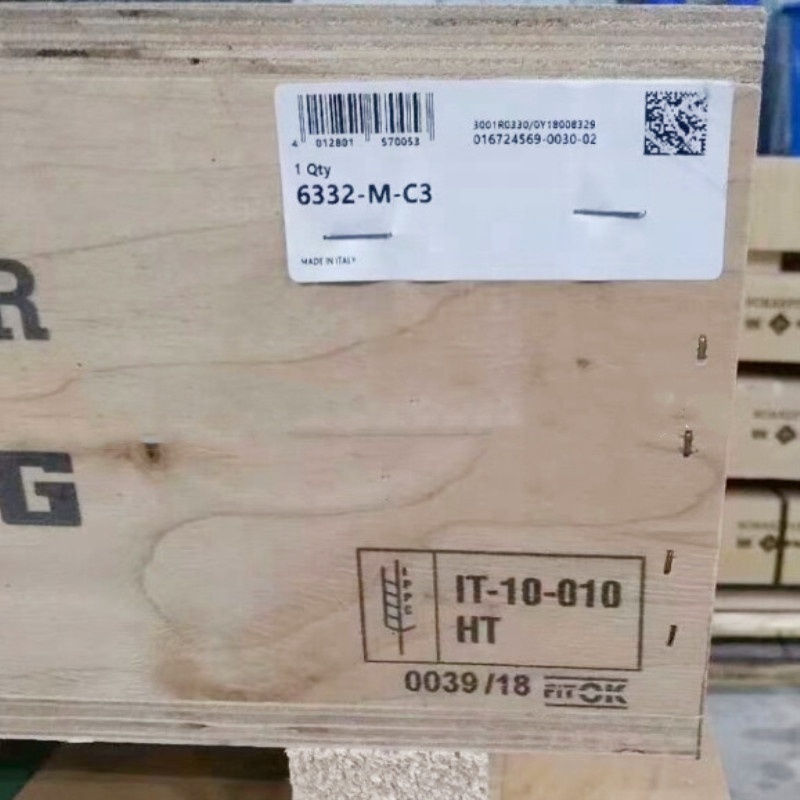 4 012801 570053
3001R0330/0Y18008329
016724569-0030-02
1 Qty
6332-M-C3
MADE IN ITALY
R
G
IPPC
IT-10-010
HT
0039/18 FITOK